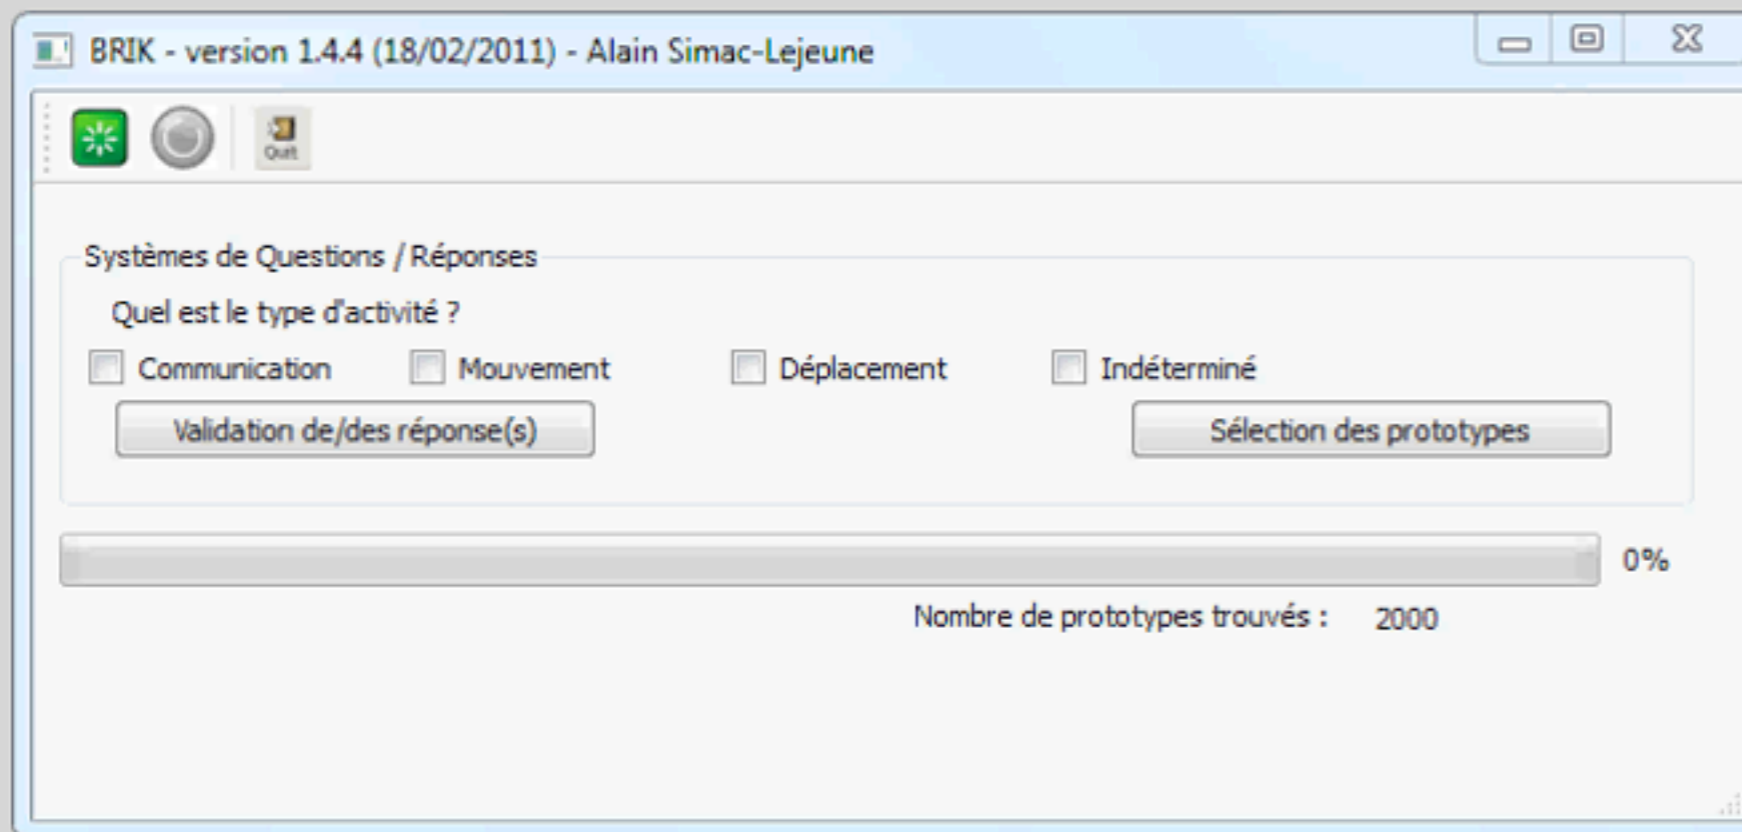 BRIK - version 1.4.4 (18/02/2011) - Alain Simac-Lejeune
Quit
Systèmes de Questions / Réponses
Quel est le type d'activité ?
Communication Mouvement Déplacement Indéterminé
Validation de/des réponse(s) Sélection des prototypes
0%
Nombre de prototypes trouvés : 2000